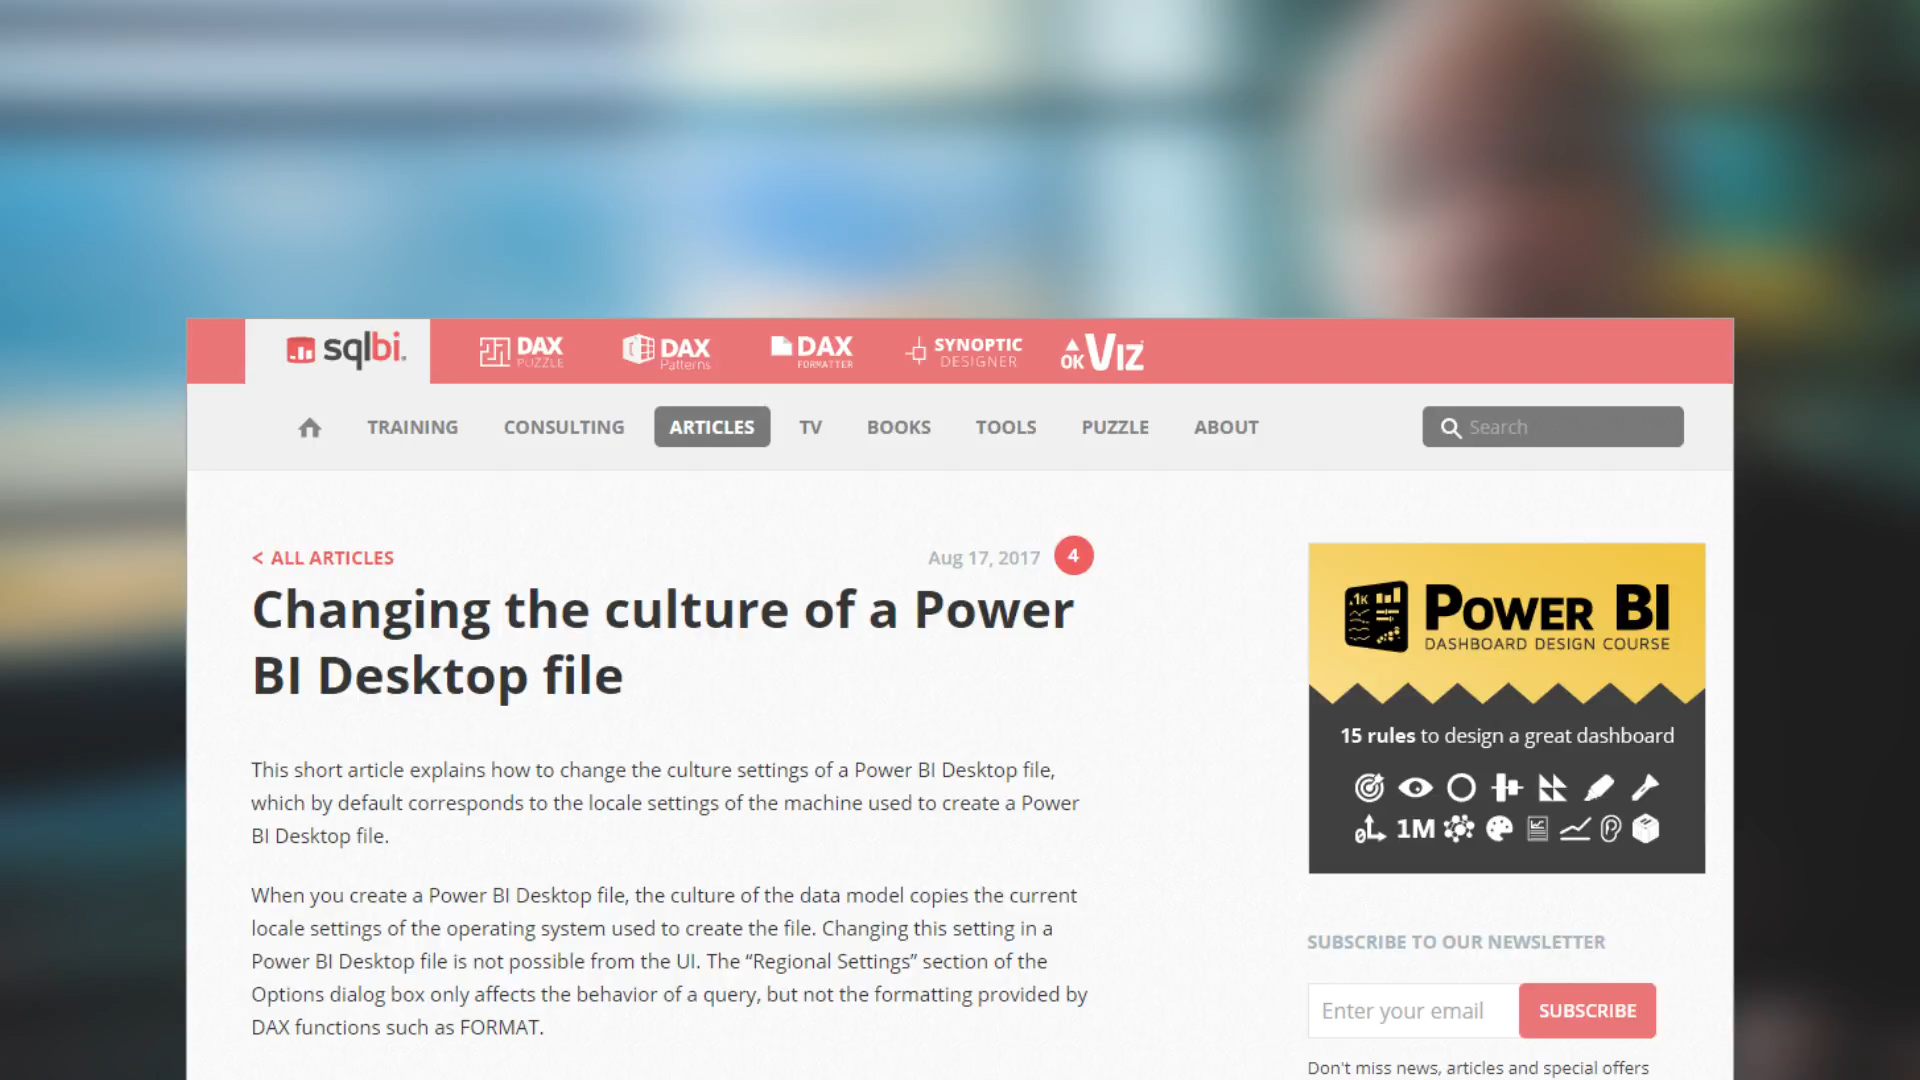 sqlbi.
DAX PUZZLE
DAX Patterns
DAX FORMATTER
SYNOPTIC DESIGNER
OK VIZ
TRAINING CONSULTING ARTICLES TV BOOKS TOOLS PUZZLE ABOUT
Search
< ALL ARTICLES
Aug 17, 2017 4
Changing the culture of a Power
BI Desktop file
This short article explains how to change the culture settings of a Power BI Desktop file,
which by default corresponds to the locale settings of the machine used to create a Power
BI Desktop file.
When you create a Power BI Desktop file, the culture of the data model copies the current
locale settings of the operating system used to create the file. Changing this setting in a
Power BI Desktop file is not possible from the UI. The “Regional Settings” section of the
Options dialog box only affects the behavior of a query, but not the formatting provided by
DAX functions such as FORMAT.
.1K
POWER BI
DASHBOARD DESIGN COURSE
15 rules to design a great dashboard
0 1M
SUBSCRIBE TO OUR NEWSLETTER
Enter your email SUBSCRIBE
Don't miss news, articles and special offers